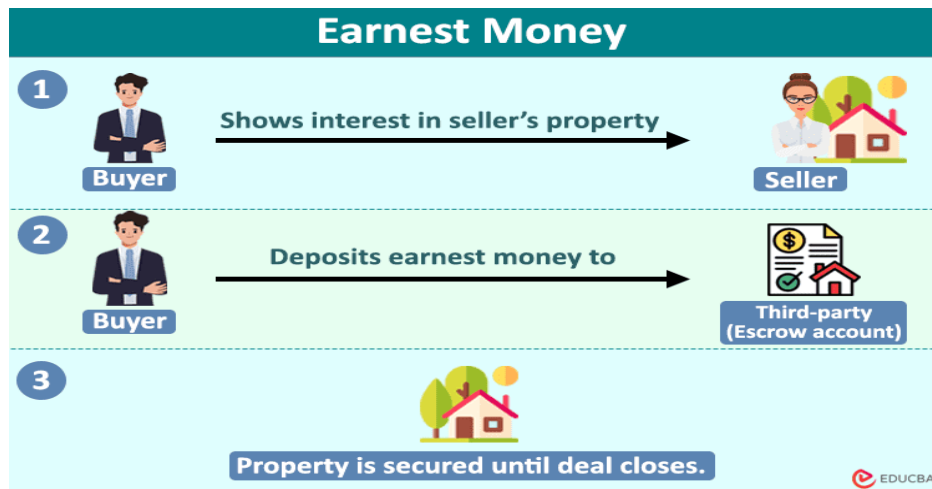 Earnest Money
1
Shows interest in seller's property
Buyer
Seller
2
Deposits earnest money to
Buyer
Third-party
(Escrow account)
3
Property is secured until deal closes.
EDUCBA